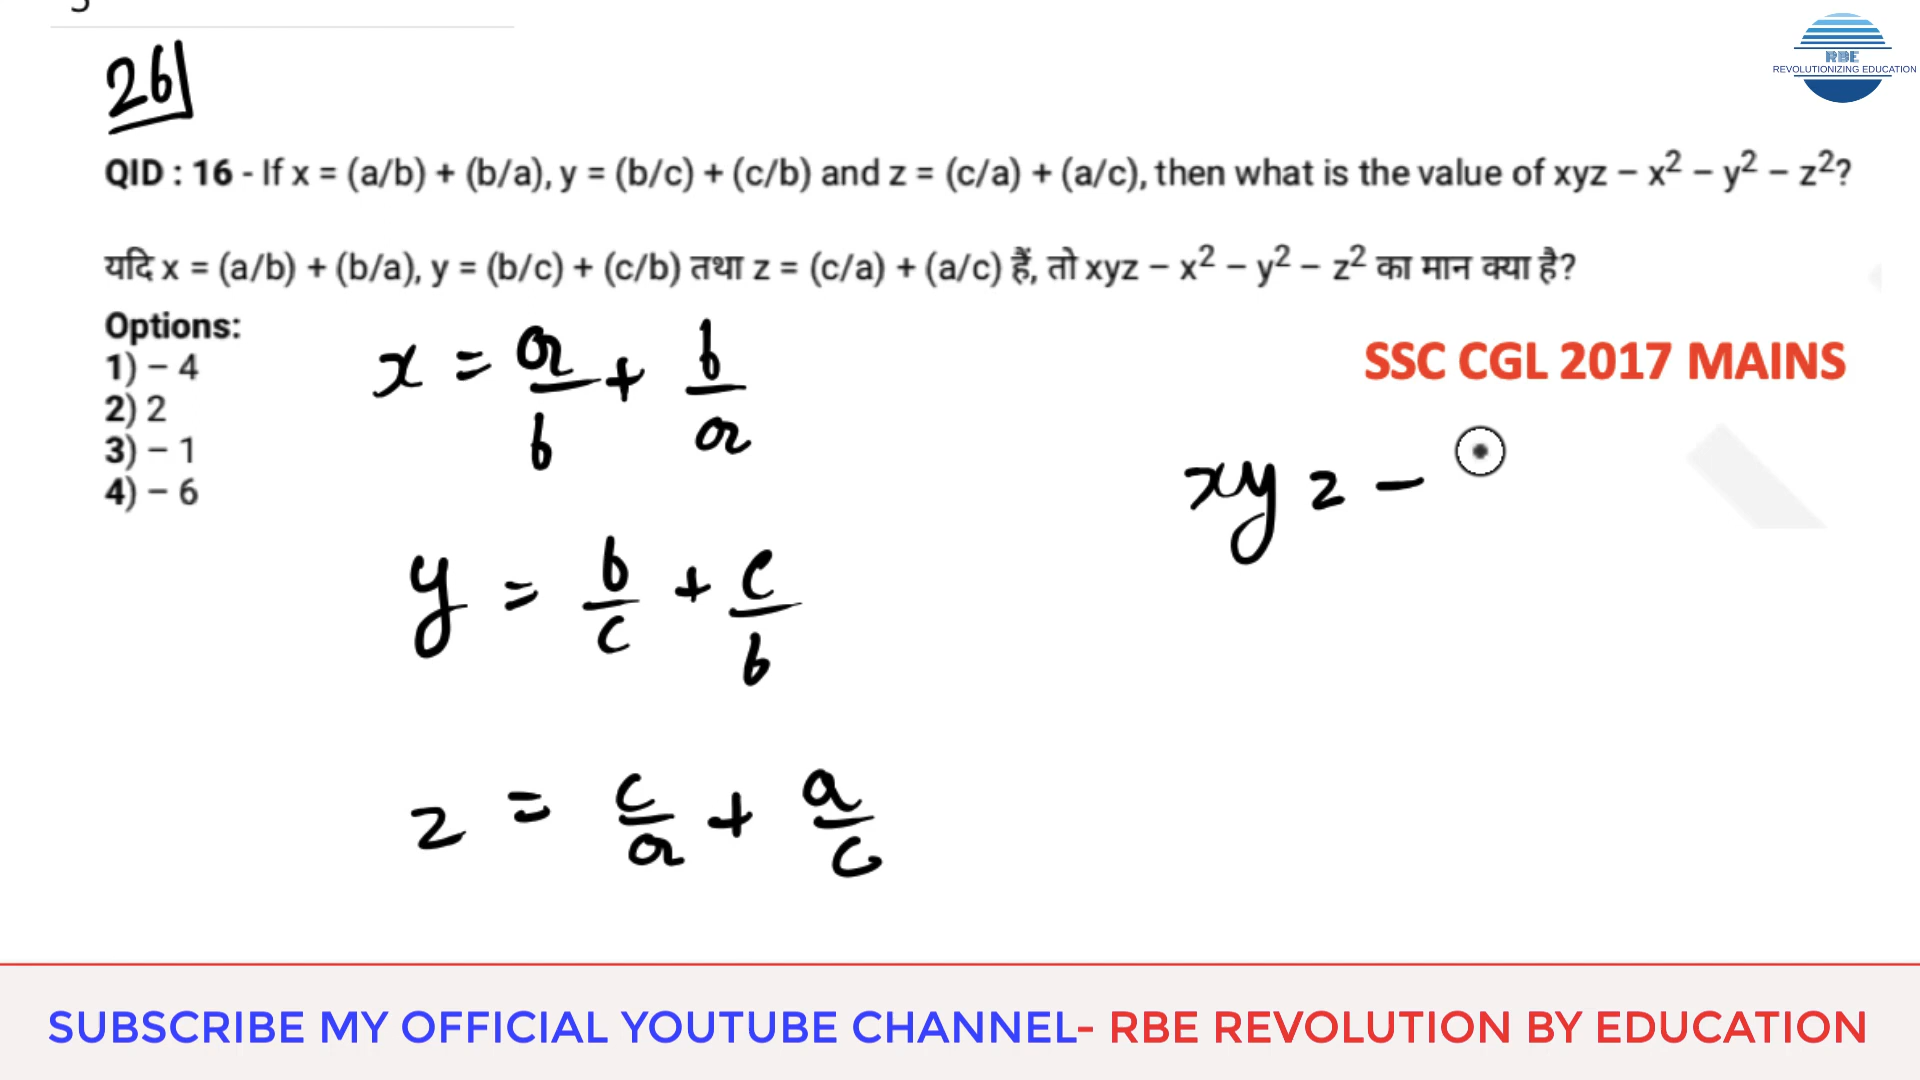 26
RBE
REVOLUTIONIZING EDUCATION
QID : 16 - If x = (a/b) + (b/a), y = (b/c) + (c/b) and z = (c/a) + (a/c), then what is the value of xyz – x² – y² – z²?
यदि x = (a/b) + (b/a), y = (b/c) + (c/b) तथा z = (c/a) + (a/c) हैं, तो xyz – x² – y² – z² का मान क्या है?
Options:
1) – 4
2) 2
3) – 1
4) – 6
SSC CGL 2017 MAINS
x = a/b + b/a
xyz –
y = b/c + c/b
z = c/a + a/c
SUBSCRIBE MY OFFICIAL YOUTUBE CHANNEL- RBE REVOLUTION BY EDUCATION